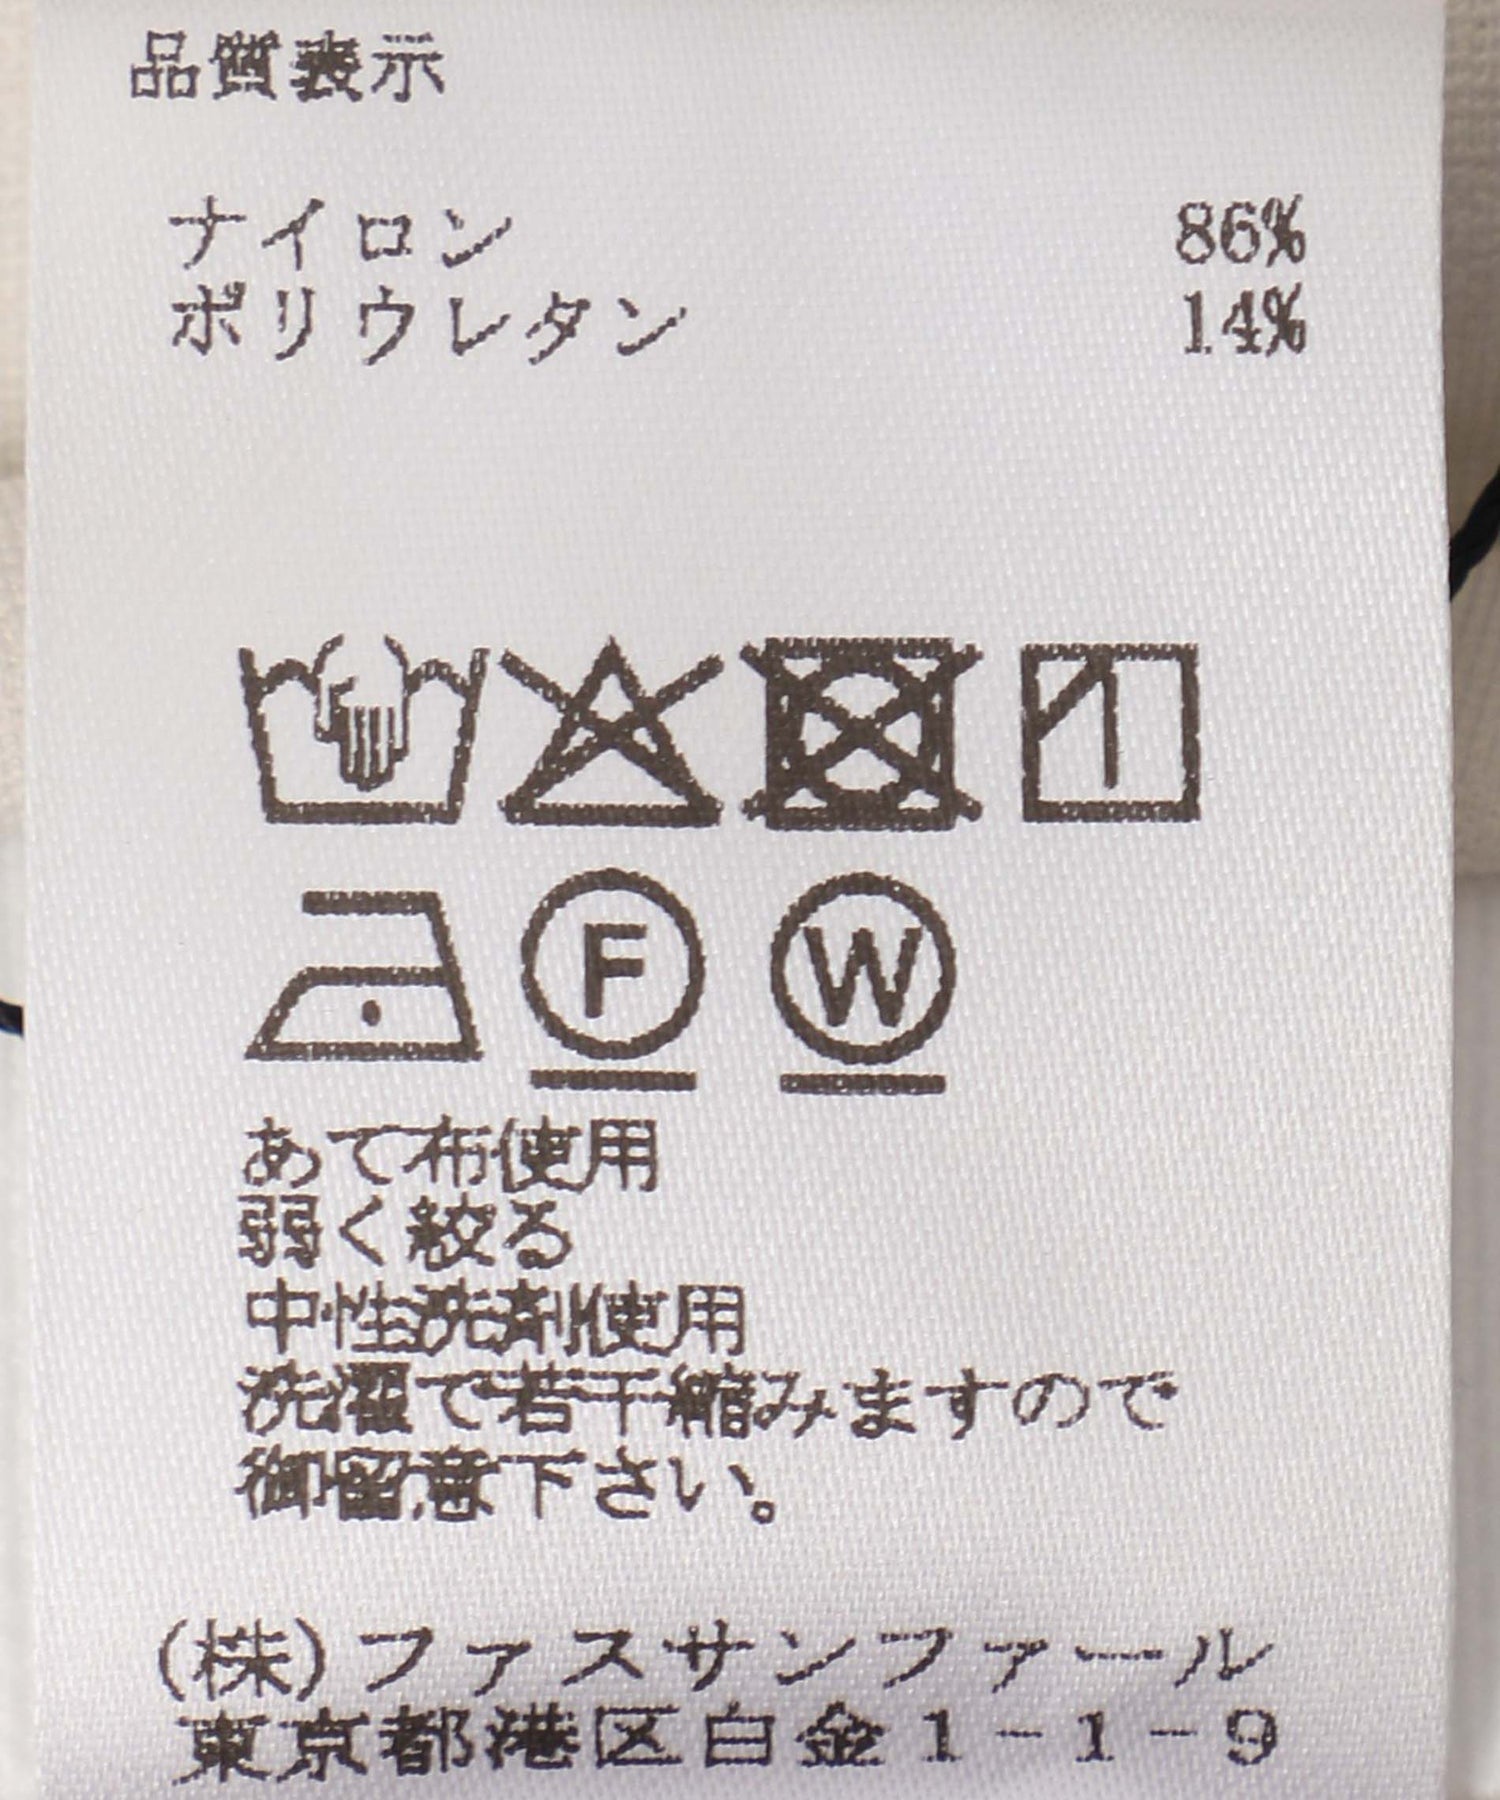 品質表示
ナイロン 86%
ポリウレタン 14%
F W
あて布使用
弱く絞る
中性洗剤使用
洗濯で若干縮みますので
御留意下さい。
(株)ファスサンファール
東京都港区白金1-1-9